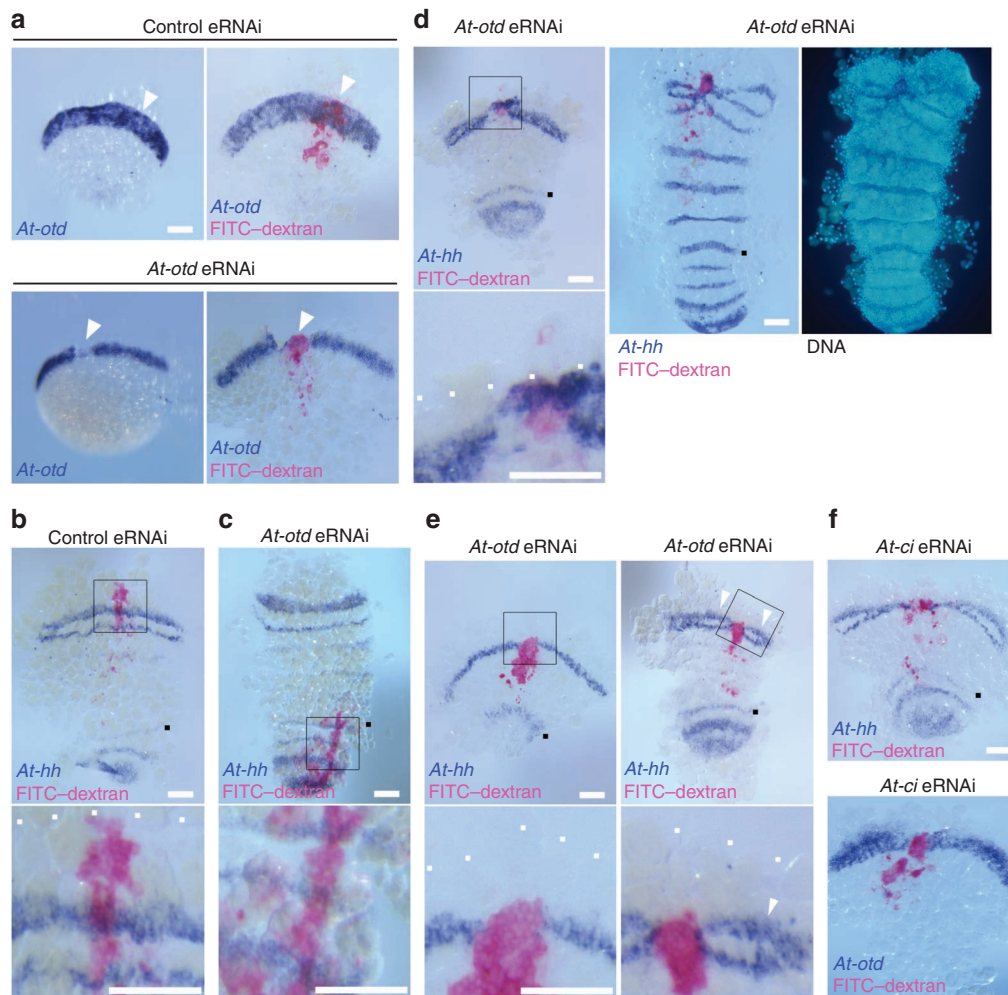 a
Control eRNAi
At-otd
At-otd
FITC–dextran
At-otd eRNAi
At-otd
At-otd
FITC–dextran
d
At-otd eRNAi
At-otd eRNAi
At-hh
FITC–dextran
At-hh
FITC–dextran
DNA
b
Control eRNAi
At-hh
FITC–dextran
c
At-otd eRNAi
At-hh
FITC–dextran
e
At-otd eRNAi
At-otd eRNAi
At-hh
FITC–dextran
At-hh
FITC–dextran
f
At-ci eRNAi
At-hh
FITC–dextran
At-ci eRNAi
At-otd
FITC–dextran